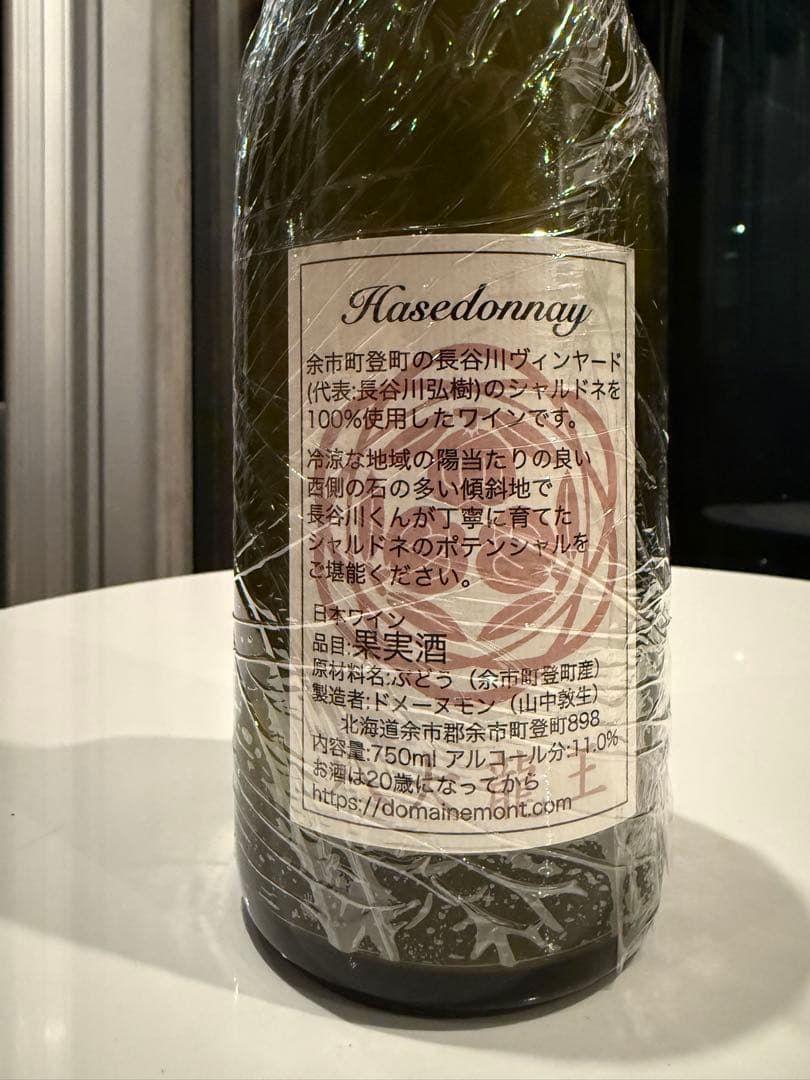 Hasedonnay
余市町登町の長谷川ヴィンヤード
(代表:長谷川弘樹)のシャルドネを
100%使用したワインです。
冷涼な地域の陽当たりの良い
西側の石の多い傾斜地で
長谷川くんが丁寧に育てた
シャルドネのポテンシャルを
ご堪能ください。
日本ワイン
品目:果実酒
原材料名:ぶどう（余市町登町産）
製造者:ドメーヌモン（山中敦生）
北海道余市郡余市町登町898
内容量:750ml アルコール分:11.0%
お酒は20歳になってから
https://domainemont.com